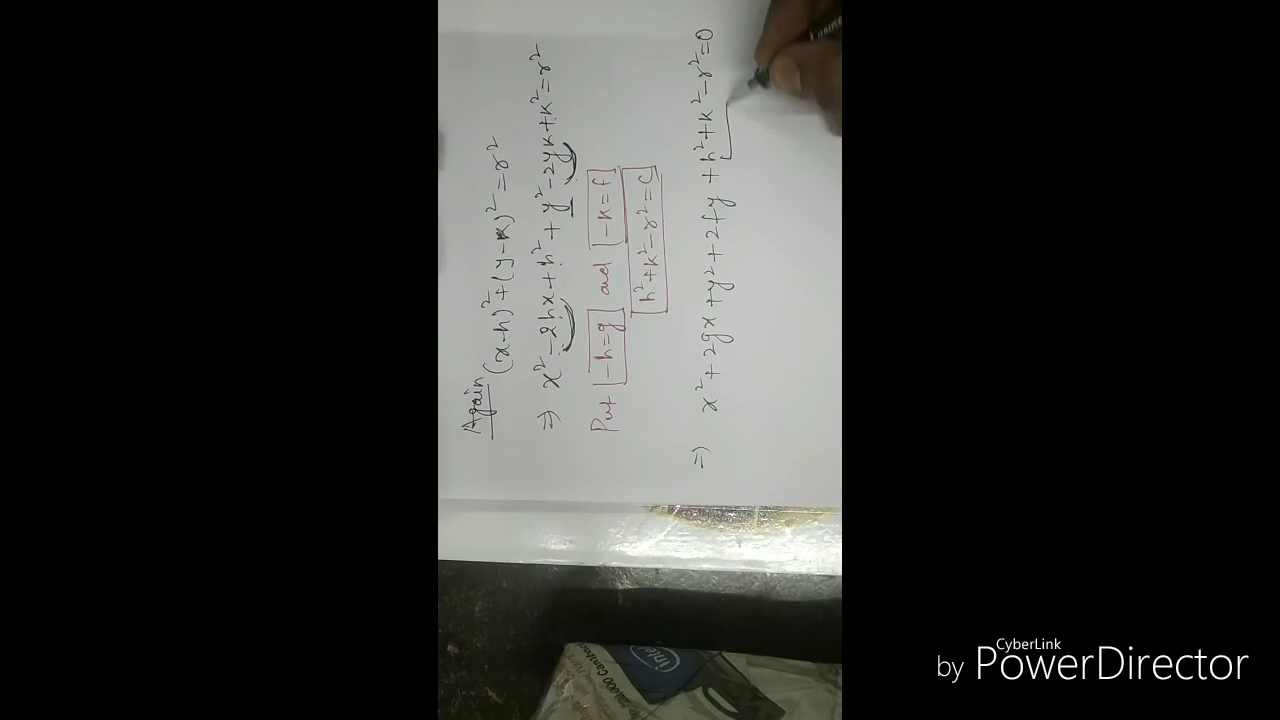 Again (x-h)²+(y-k)²=r²
⇒ x²-2hx+h²+y²-2yk+k²=r²
Put -h=g and -k=f
h²+k²-r²=c
⇒ x²+2gx+y²+2fy+h²+k²-r²=0
intel
CyberLink
by PowerDirector